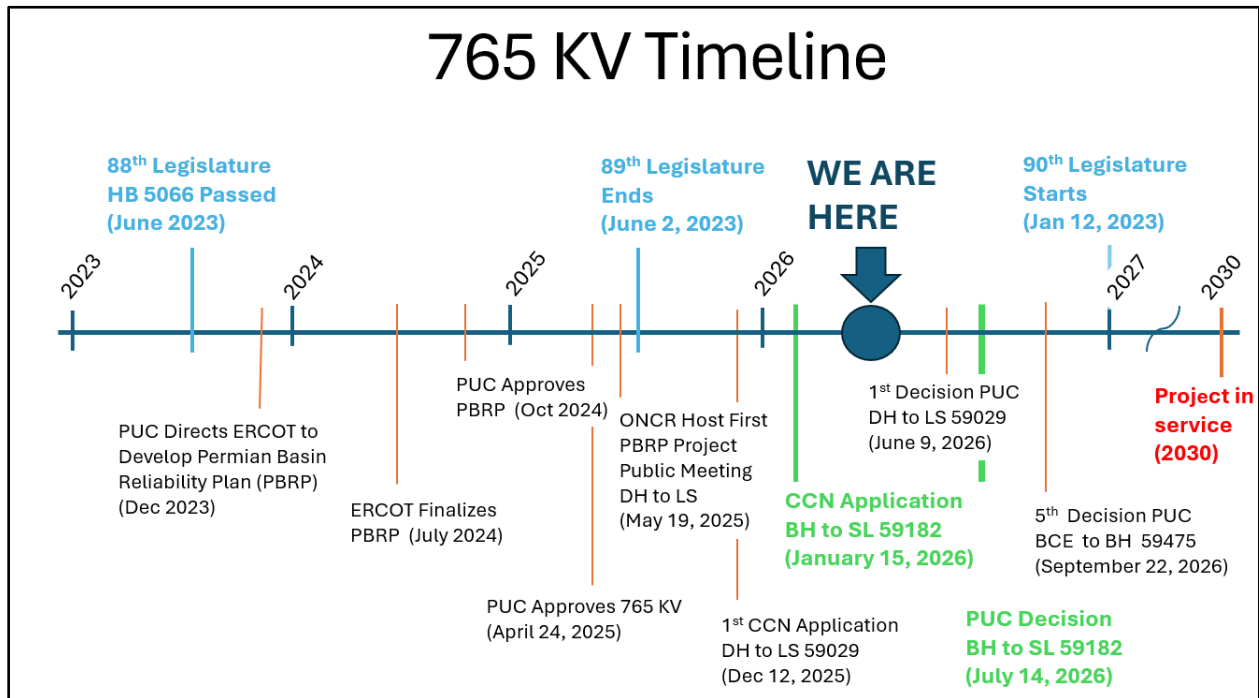 765 KV Timeline
88th Legislature
HB 5066 Passed
(June 2023)
89th Legislature
Ends
(June 2, 2023)
WE ARE
HERE
90th Legislature
Starts
(Jan 12, 2023)
2023
2024
2025
2026
2027
2030
PUC Directs ERCOT to
Develop Permian Basin
Reliability Plan (PBRP)
(Dec 2023)
ERCOT Finalizes
PBRP (July 2024)
PUC Approves
PBRP (Oct 2024)
PUC Approves 765 KV
(April 24, 2025)
ONCR Host First
PBRP Project
Public Meeting
DH to LS
(May 19, 2025)
1st CCN Application
DH to LS 59029
(Dec 12, 2025)
CCN Application
BH to SL 59182
(January 15, 2026)
1st Decision PUC
DH to LS 59029
(June 9, 2026)
PUC Decision
BH to SL 59182
(July 14, 2026)
5th Decision PUC
BCE to BH 59475
(September 22, 2026)
Project in
service
(2030)